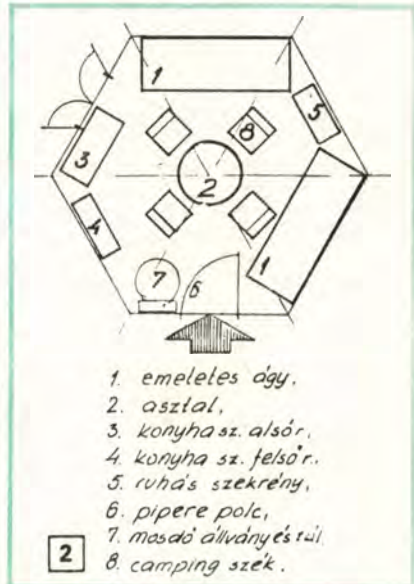 1
5
8
3
2
4
1
7
6
1. emeletes ágy,
2. asztal,
3. konyha sz. alsór,
4. konyha sz. felsőr.
5. ruhás szekrény,
6. pipere polc,
7. mosdó állvány és tál
8. camping szék.
2